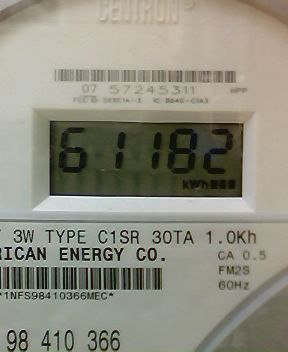 CENTRON®
07 57245311 HPP
61182
kWh
3W TYPE C1SR 30TA 1.0Kh
RICAN ENERGY CO.
CA 0.5
FM2S
60Hz
*1NFS98410366MEC*
98 410 366